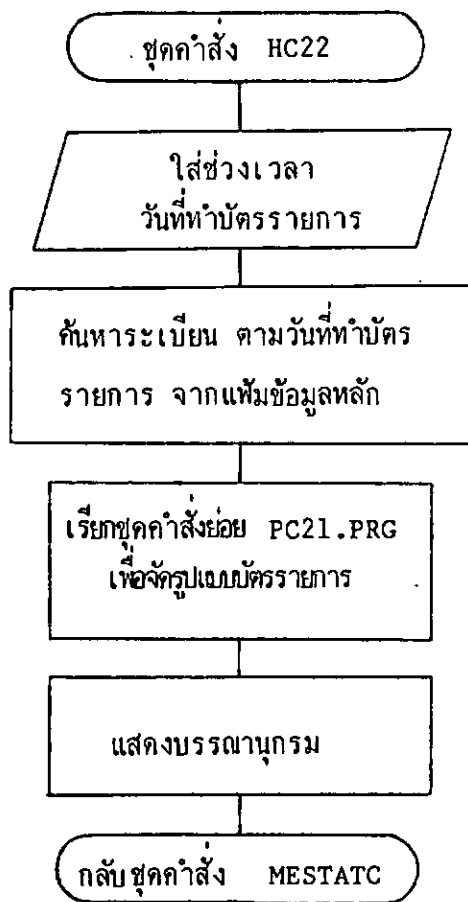 ชุดคำสั่ง HC22
ใส่ช่วงเวลา
วันที่ทำบัตรรายการ
ค้นหาระเบียน ตามวันที่ทำบัตร
รายการ จากแฟ้มข้อมูลหลัก
เรียกชุดคำสั่งย่อย PC21.PRG
เพื่อจัดรูปแบบบัตรรายการ
แสดงบรรณานุกรม
กลับชุดคำสั่ง MESTATC